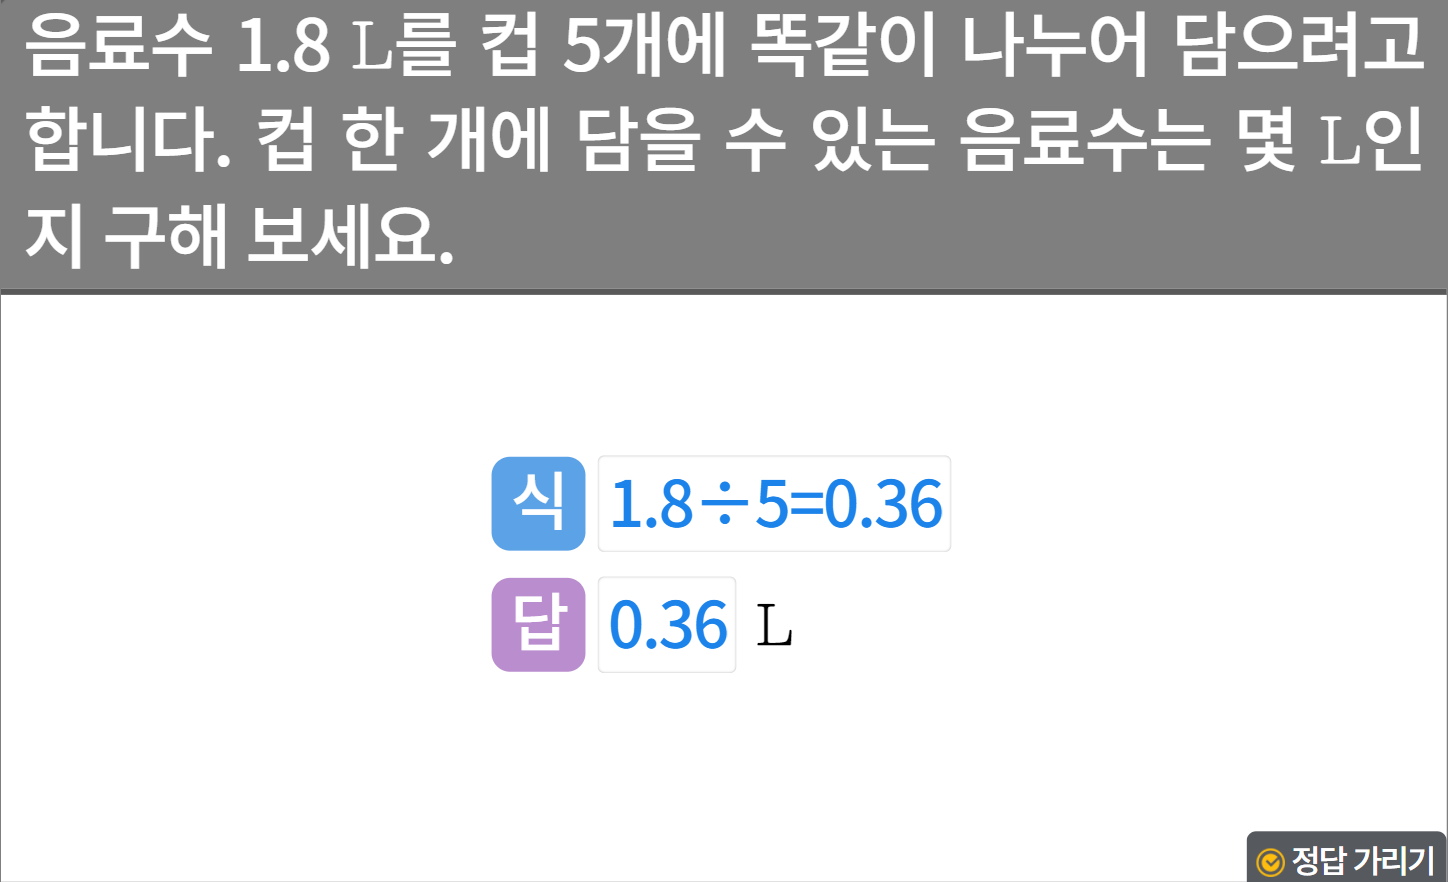 음료수 1.8 L를 컵 5개에 똑같이 나누어 담으려고
합니다. 컵 한 개에 담을 수 있는 음료수는 몇 L인
지 구해 보세요.
식 1.8÷5=0.36
답 0.36 L
정답 가리기